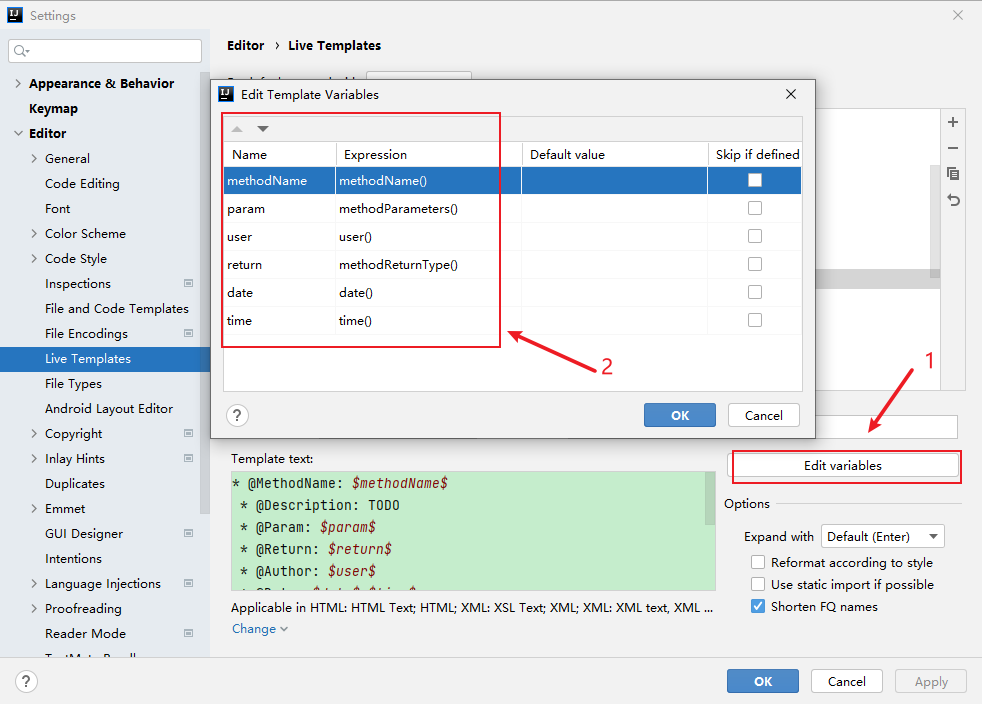 Settings
Editor › Live Templates
Appearance & Behavior
Keymap
Editor
General
Code Editing
Font
Color Scheme
Code Style
Inspections
File and Code Templates
File Encodings
Live Templates
File Types
Android Layout Editor
Copyright
Inlay Hints
Duplicates
Emmet
GUI Designer
Intentions
Language Injections
Proofreading
Reader Mode
Edit Template Variables
Name Expression Default value Skip if defined
methodName methodName()
param methodParameters()
user user()
return methodReturnType()
date date()
time time()
2
1
? OK Cancel
Edit variables
Template text:
* @MethodName: $methodName$
* @Description: TODO
* @Param: $param$
* @Return: $return$
* @Author: $user$
Options
Expand with Default (Enter)
Reformat according to style
Use static import if possible
Shorten FQ names
Applicable in HTML: HTML Text; HTML; XML: XSL Text; XML; XML: XML text, XML ...
Change
? OK Cancel Apply